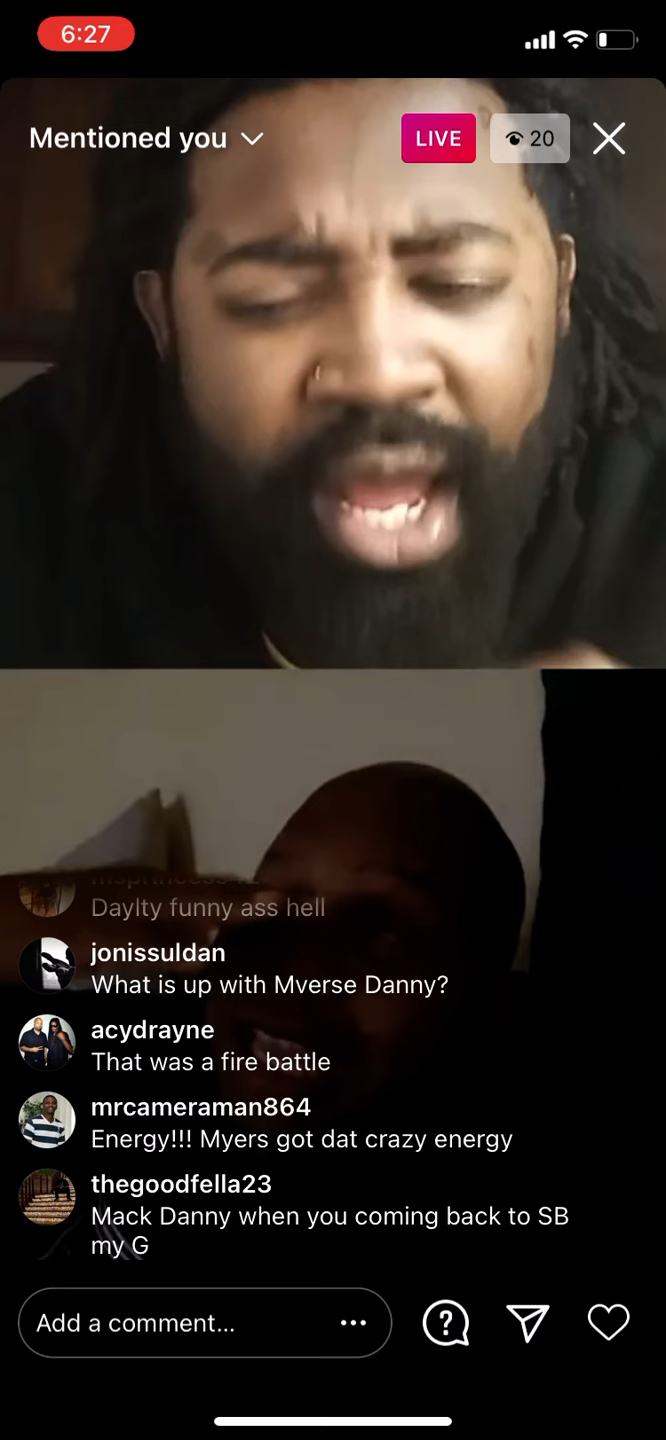 6:27
Mentioned you
LIVE
20
Daylty funny ass hell
jonissuldan
What is up with Mverse Danny?
acydrayne
That was a fire battle
mrcameraman864
Energy!!! Myers got dat crazy energy
thegoodfella23
Mack Danny when you coming back to SB
my G
Add a comment...